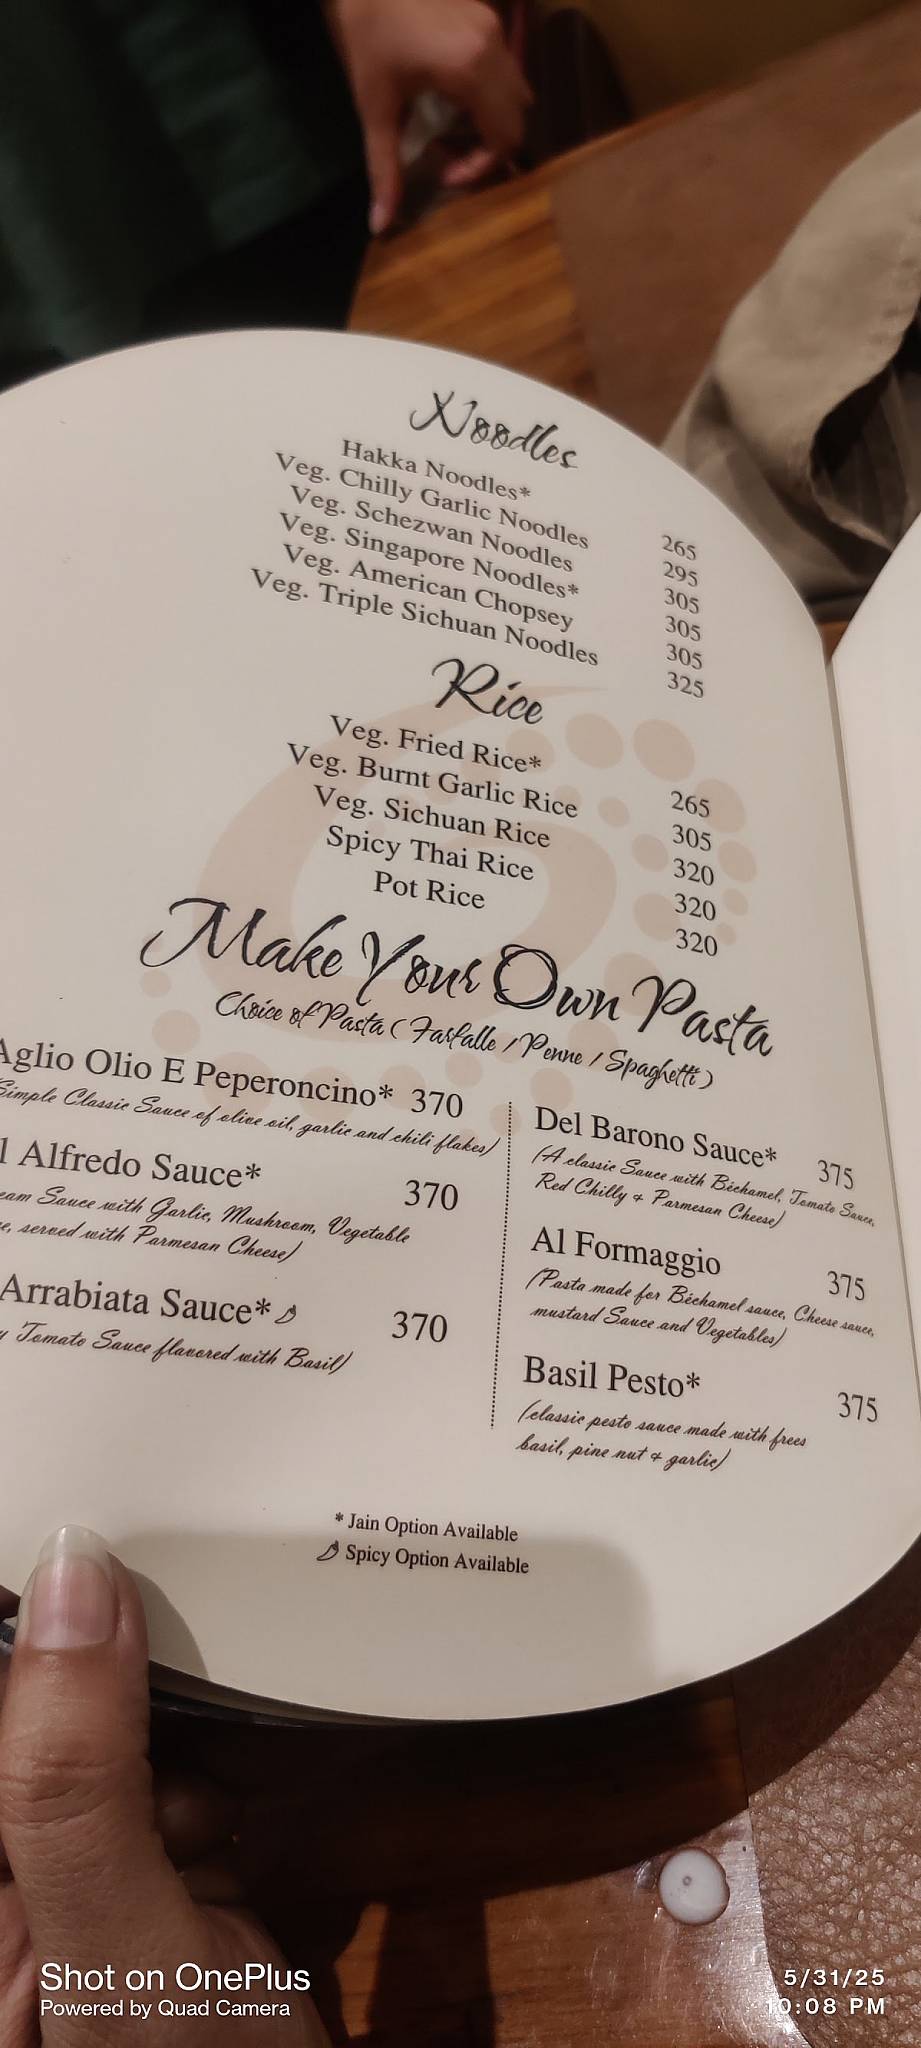 Noodles
Hakka Noodles* 265
Veg. Chilly Garlic Noodles 295
Veg. Schezwan Noodles 305
Veg. Singapore Noodles* 305
Veg. American Chopsey 305
Veg. Triple Sichuan Noodles 325
Rice
Veg. Fried Rice* 265
Veg. Burnt Garlic Rice 305
Veg. Sichuan Rice 320
Spicy Thai Rice 320
Pot Rice 320
Make Your Own Pasta
Choice of Pasta ( Farfalle / Penne / Spaghetti )
Aglio Olio E Peperoncino* 370
Simple Classic Sauce of olive oil, garlic and chili flakes)
Alfredo Sauce* 370
Sauce with Garlic, Mushroom, Vegetable
served with Parmesan Cheese)
Arrabiata Sauce* 370
Tomato Sauce flavored with Basil)
Del Barono Sauce* 375
(A classic Sauce with Béchamel, Tomato Sauce,
Red Chilly & Parmesan Cheese)
Al Formaggio 375
(Pasta made for Béchamel sauce, Cheese sauce,
mustard Sauce and Vegetables)
Basil Pesto* 375
(classic pesto sauce made with frees
basil, pine nut & garlic)
* Jain Option Available
Spicy Option Available
Shot on OnePlus
Powered by Quad Camera
5/31/25
10:08 PM